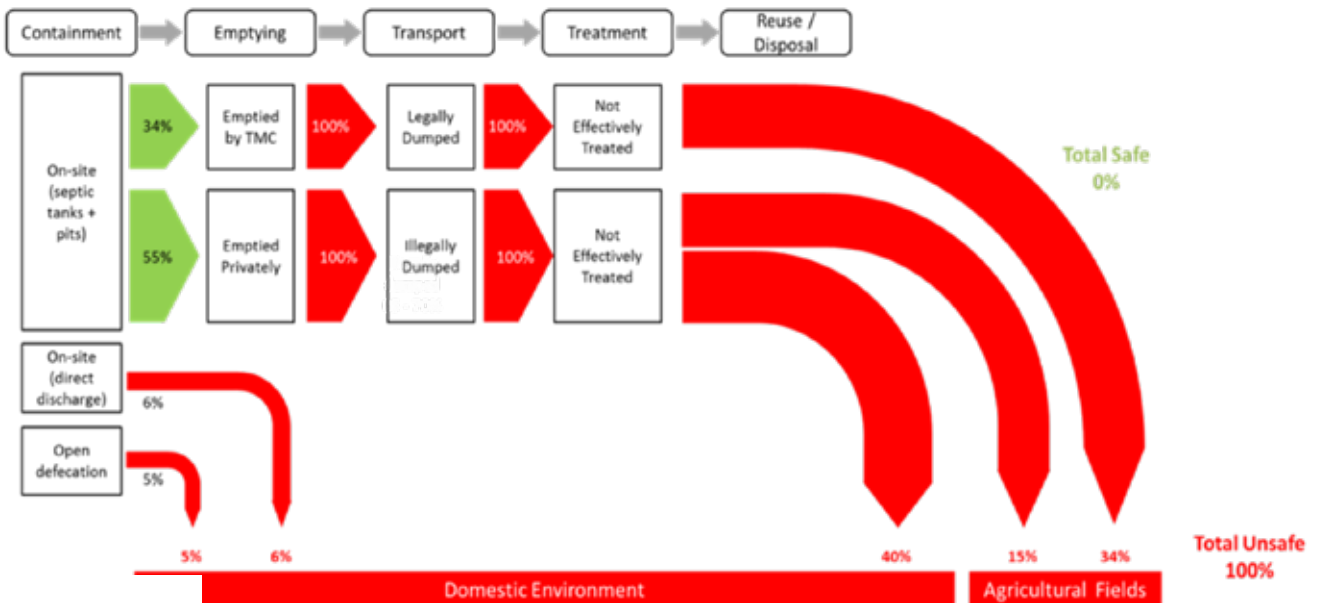 Containment
Emptying
Transport
Treatment
Reuse /
Disposal
On-site
(septic
tanks +
pits)
34%
Emptied
by TMC
100%
Legally
Dumped
100%
Not
Effectively
Treated
Total Safe
0%
55%
Emptied
Privately
100%
Illegally
Dumped
100%
Not
Effectively
Treated
On-site
(direct
discharge)
6%
Open
defecation
5%
5%
6%
40%
15%
34%
Total Unsafe
100%
Domestic Environment
Agricultural Fields